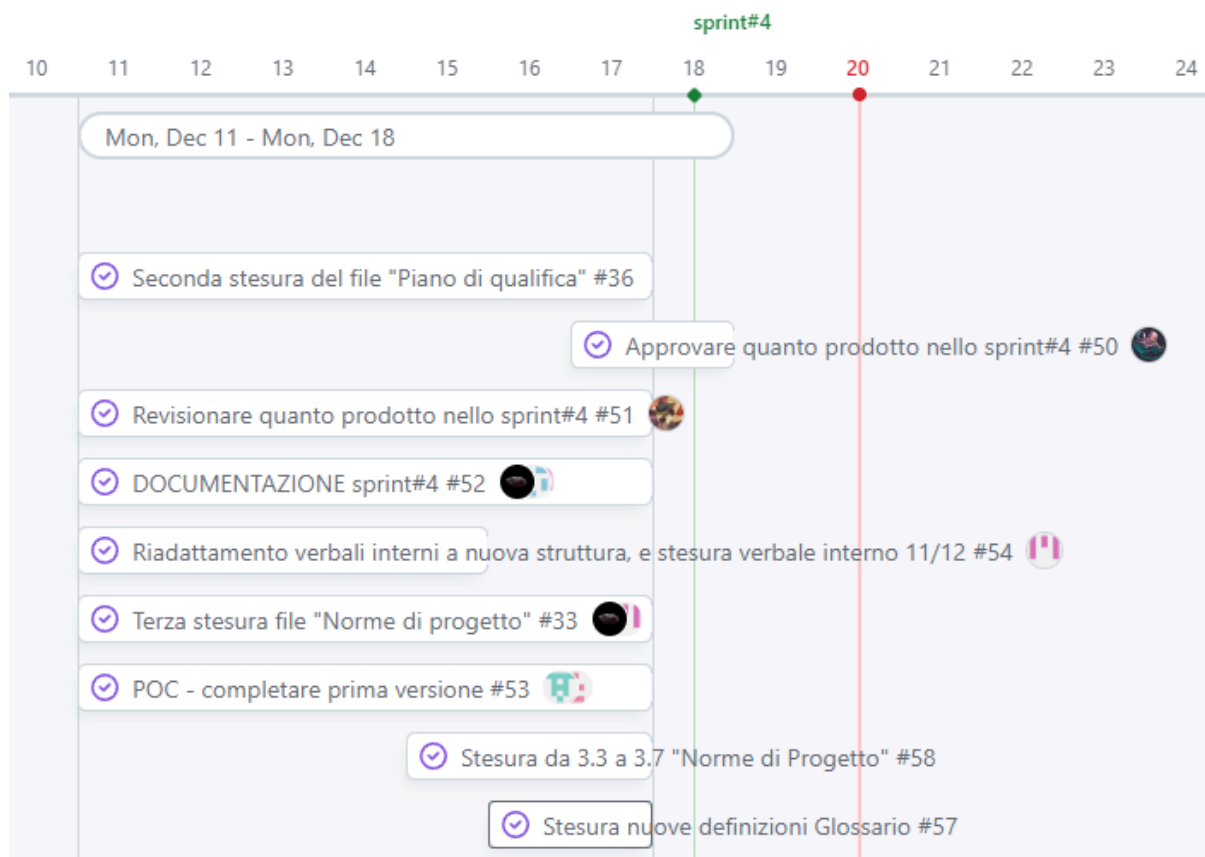 sprint#4
10 11 12 13 14 15 16 17 18 19 20 21 22 23 24
Mon, Dec 11 - Mon, Dec 18
Seconda stesura del file "Piano di qualifica" #36
Approvare quanto prodotto nello sprint#4 #50
Revisionare quanto prodotto nello sprint#4 #51
DOCUMENTAZIONE sprint#4 #52
Riadattamento verbali interni a nuova struttura, e stesura verbale interno 11/12 #54
Terza stesura file "Norme di progetto" #33
POC - completare prima versione #53
Stesura da 3.3 a 3.7 "Norme di Progetto" #58
Stesura nuove definizioni Glossario #57